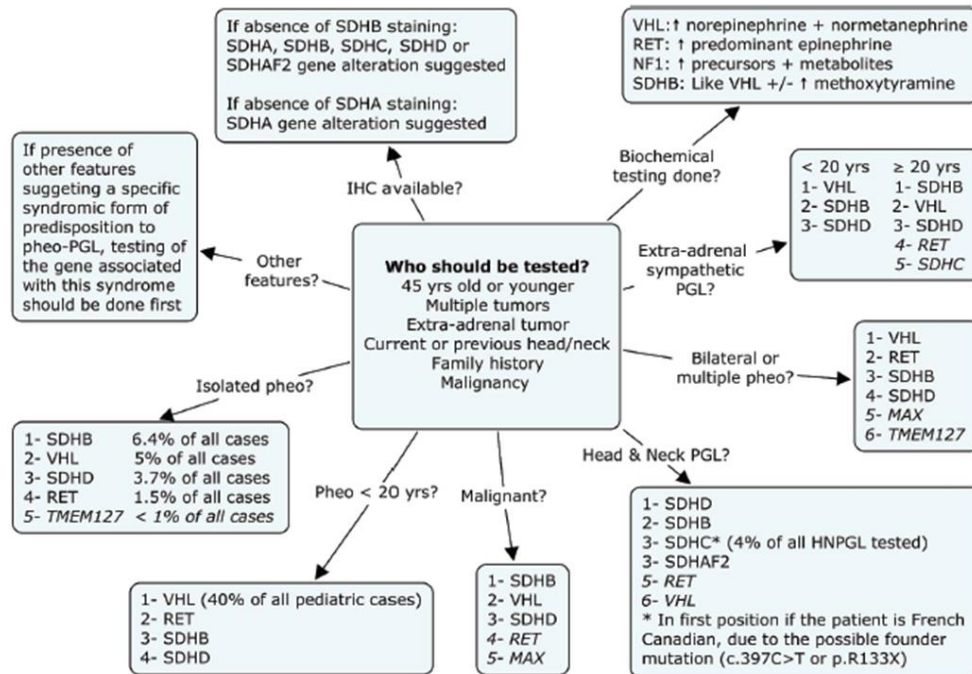 If absence of SDHB staining:
SDHA, SDHB, SDHC, SDHD or
SDHAF2 gene alteration suggested
If absence of SDHA staining:
SDHA gene alteration suggested
VHL:↑ norepinephrine + normetanephrine
RET: ↑ predominant epinephrine
NF1: ↑ precursors + metabolites
SDHB: Like VHL +/- ↑ methoxytyramine
If presence of
other features
suggeting a specific
syndromic form of
predisposition to
pheo-PGL, testing of
the gene associated
with this syndrome
should be done first
IHC available?
Biochemical
testing done?
< 20 yrs ≥ 20 years
1- VHL 1- SDHB
2- SDHB 2- VHL
3- SDHD 3- SDHD
4- RET
5- SDHC
Other
features?
Who should be tested?
45 yrs old or younger
Multiple tumors
Extra-adrenal tumor
Current or previous head/neck
Family history
Malignancy
Extra-adrenal
sympathetic
PGL?
Bilateral or
multiple pheo?
1- VHL
2- RET
3- SDHB
4- SDHD
5- MAX
6- TMEM127
Isolated pheo?
1- SDHB 6.4% of all cases
2- VHL 5% of all cases
3- SDHD 3.7% of all cases
4- RET 1.5% of all cases
5- TMEM127 < 1% of all cases
Pheo < 20 yrs?
Malignant?
Head & Neck PGL?
1- VHL (40% of all pediatric cases)
2- RET
3- SDHB
4- SDHD
1- SDHB
2- VHL
3- SDHD
4- RET
5- MAX
1- SDHD
2- SDHB
3- SDHC* (4% of all HNPGL tested)
3- SDHAF2
5- RET
6- VHL
* In first position if the patient is French
Canadian, due to the possible founder
mutation (c.397C>T or p.R133X)